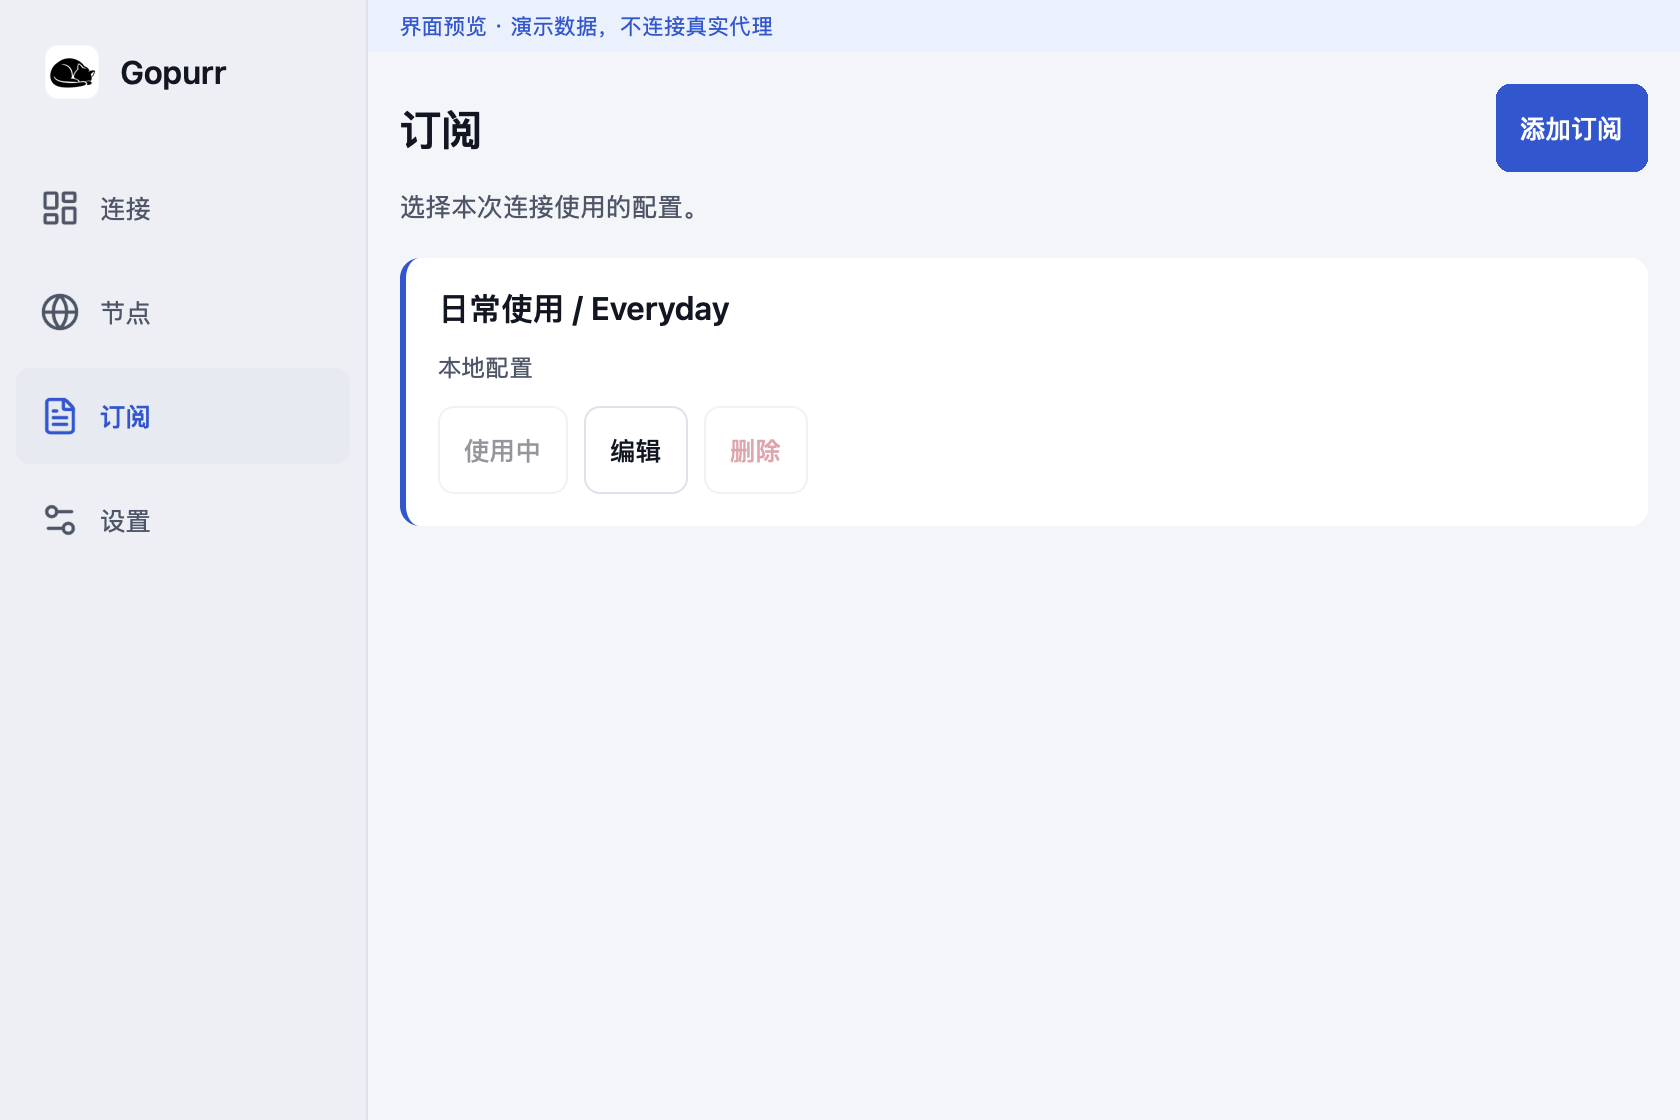 界面预览 · 演示数据，不连接真实代理
Gopurr
连接
节点
订阅
设置
订阅
添加订阅
选择本次连接使用的配置。
日常使用 / Everyday
本地配置
使用中
编辑
删除